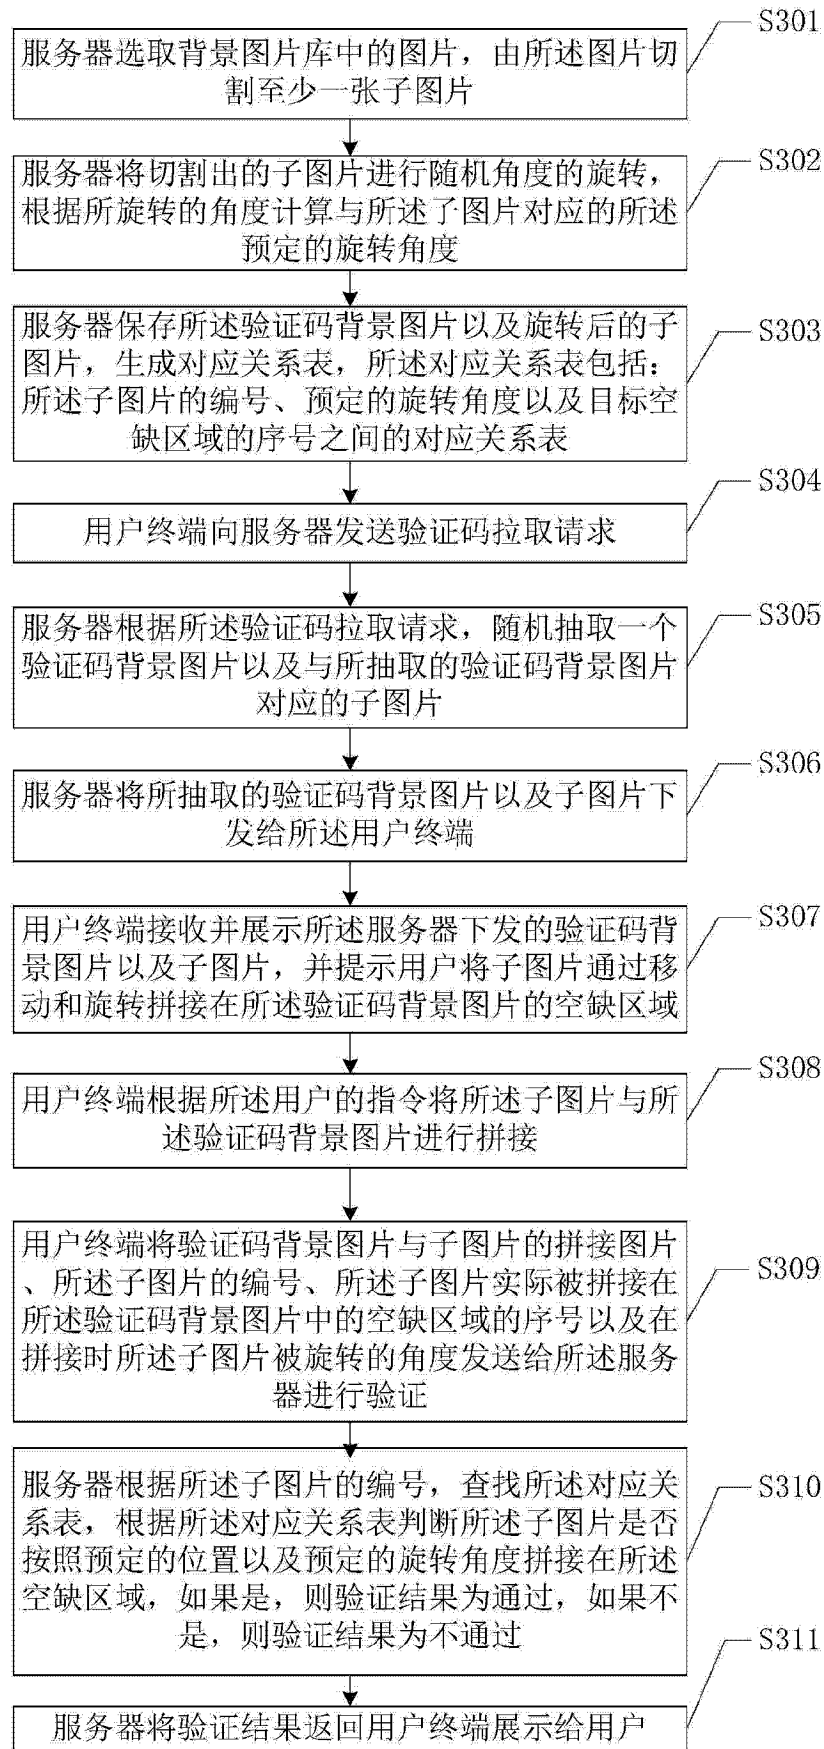 S301
服务器选取背景图片库中的图片，由所述图片切
割至少一张子图片
S302
服务器将切割出的子图片进行随机角度的旋转，
根据所旋转的角度计算与所述子图片对应的所述
预定的旋转角度
S303
服务器保存所述验证码背景图片以及旋转后的子
图片，生成对应关系表，所述对应关系表包括：
所述子图片的编号、预定的旋转角度以及目标空
缺区域的序号之间的对应关系表
S304
用户终端向服务器发送验证码拉取请求
S305
服务器根据所述验证码拉取请求，随机抽取一个
验证码背景图片以及与所抽取的验证码背景图片
对应的子图片
S306
服务器将所抽取的验证码背景图片以及子图片下
发给所述用户终端
S307
用户终端接收并展示所述服务器下发的验证码背
景图片以及子图片，并提示用户将子图片通过移
动和旋转拼接在所述验证码背景图片的空缺区域
S308
用户终端根据所述用户的指令将所述子图片与所
述验证码背景图片进行拼接
S309
用户终端将验证码背景图片与子图片的拼接图片
、所述子图片的编号、所述子图片实际被拼接在
所述验证码背景图片中的空缺区域的序号以及在
拼接时所述子图片被旋转的角度发送给所述服务
器进行验证
S310
服务器根据所述子图片的编号，查找所述对应关
系表，根据所述对应关系表判断所述子图片是否
按照预定的位置以及预定的旋转角度拼接在所述
空缺区域，如果是，则验证结果为通过，如果不
是，则验证结果为不通过
S311
服务器将验证结果返回用户终端展示给用户